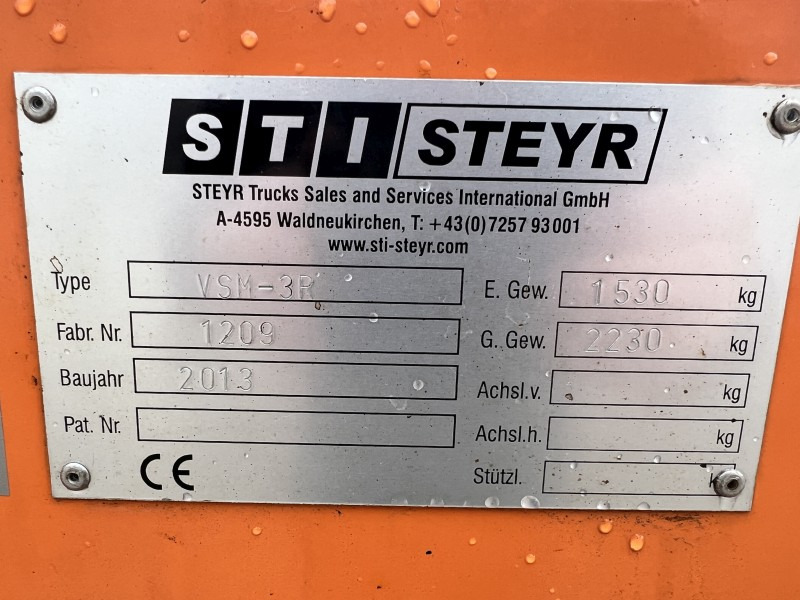 STI STEYR
STEYR Trucks Sales and Services International GmbH
A-4595 Waldneukirchen, T: +43(0)7257 93001
www.sti-steyr.com
Type VSM-3R E. Gew. 1530 kg
Fabr. Nr. 1209 G. Gew. 2230 kg
Baujahr 2013 Achsl.v. kg
Pat. Nr. Achsl.h. kg
CE Stützl.